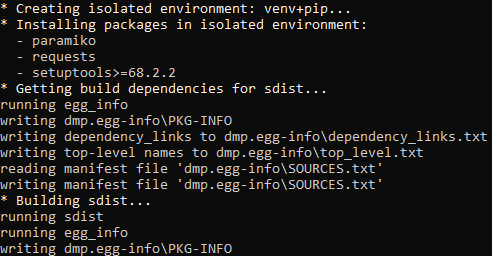 * Creating isolated environment: venv+pip...
* Installing packages in isolated environment:
  - paramiko
  - requests
  - setuptools>=68.2.2
* Getting build dependencies for sdist...
running egg_info
writing dmp.egg-info\PKG-INFO
writing dependency_links to dmp.egg-info\dependency_links.txt
writing top-level names to dmp.egg-info\top_level.txt
reading manifest file 'dmp.egg-info\SOURCES.txt'
writing manifest file 'dmp.egg-info\SOURCES.txt'
* Building sdist...
running sdist
running egg_info
writing dmp.egg-info\PKG-INFO